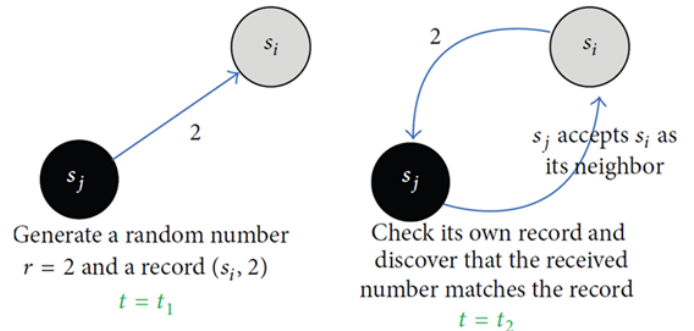 s_i
2
s_j
Generate a random number
r = 2 and a record (s_i, 2)
t = t_1
2
s_i
s_j accepts s_i as
its neighbor
s_j
Check its own record and
discover that the received
number matches the record
t = t_2